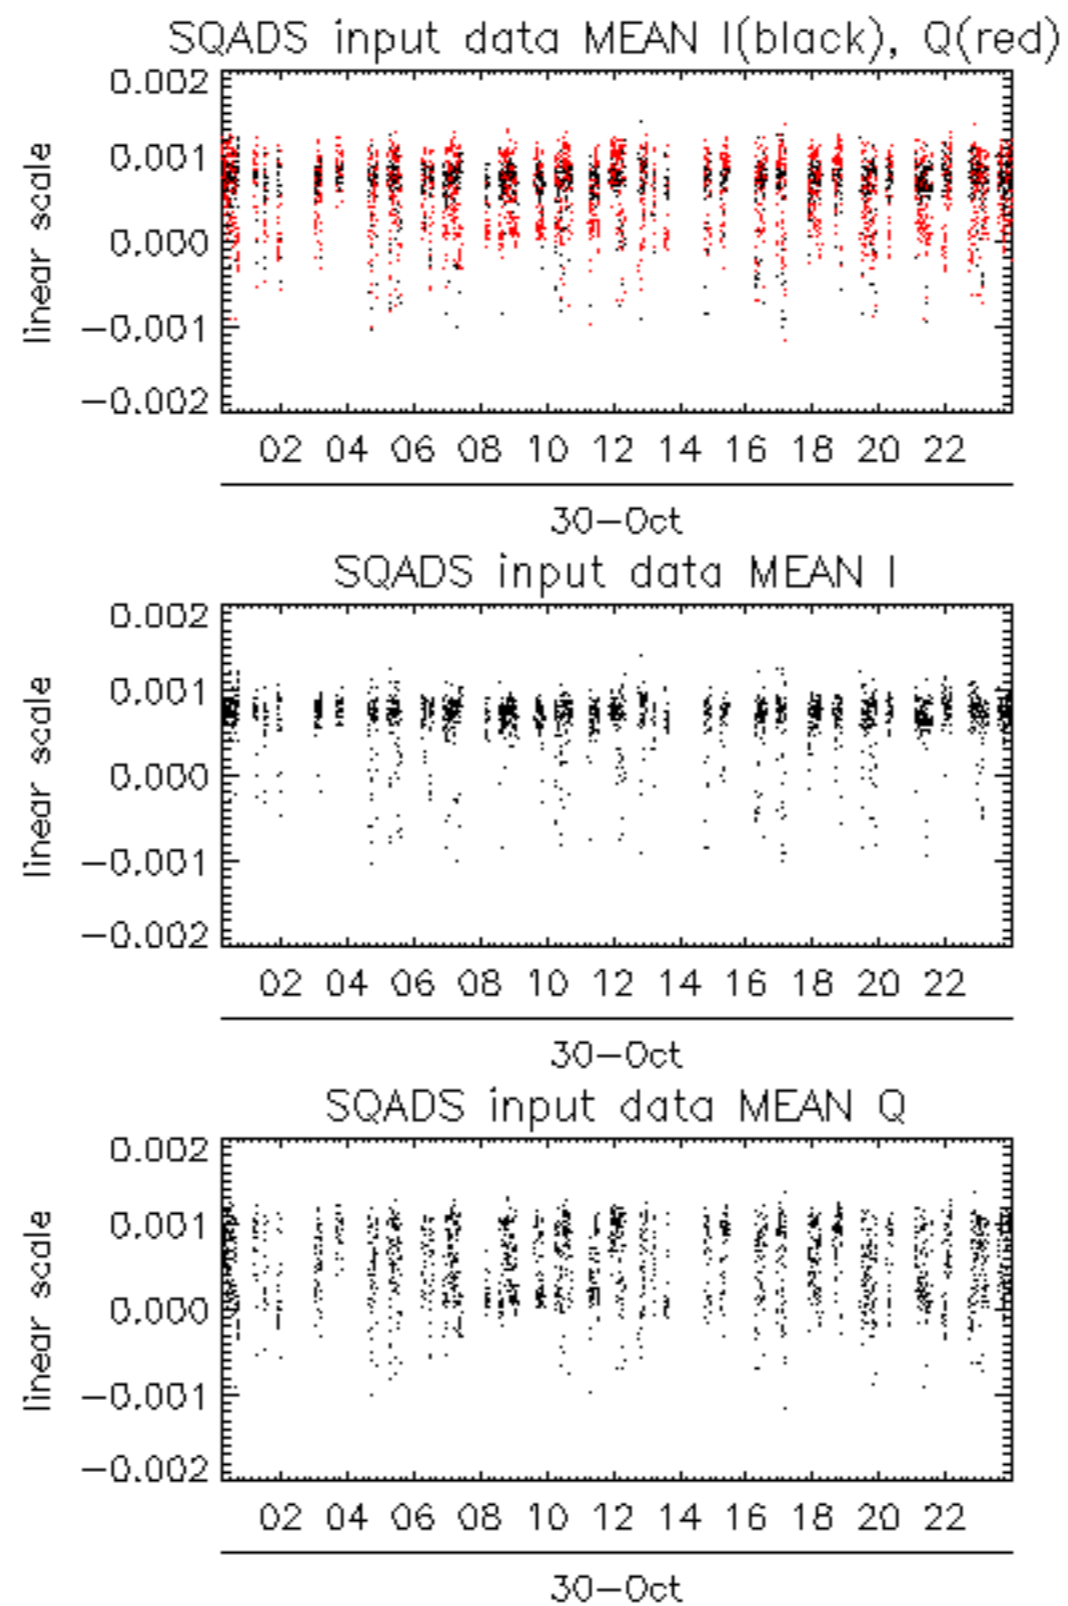 SQADS input data MEAN I(black), Q(red)
0.002
0.001
0.000
−0.001
−0.002
linear scale
02 04 06 08 10 12 14 16 18 20 22
30−Oct
SQADS input data MEAN I
0.002
0.001
0.000
−0.001
−0.002
linear scale
02 04 06 08 10 12 14 16 18 20 22
30−Oct
SQADS input data MEAN Q
0.002
0.001
0.000
−0.001
−0.002
linear scale
02 04 06 08 10 12 14 16 18 20 22
30−Oct